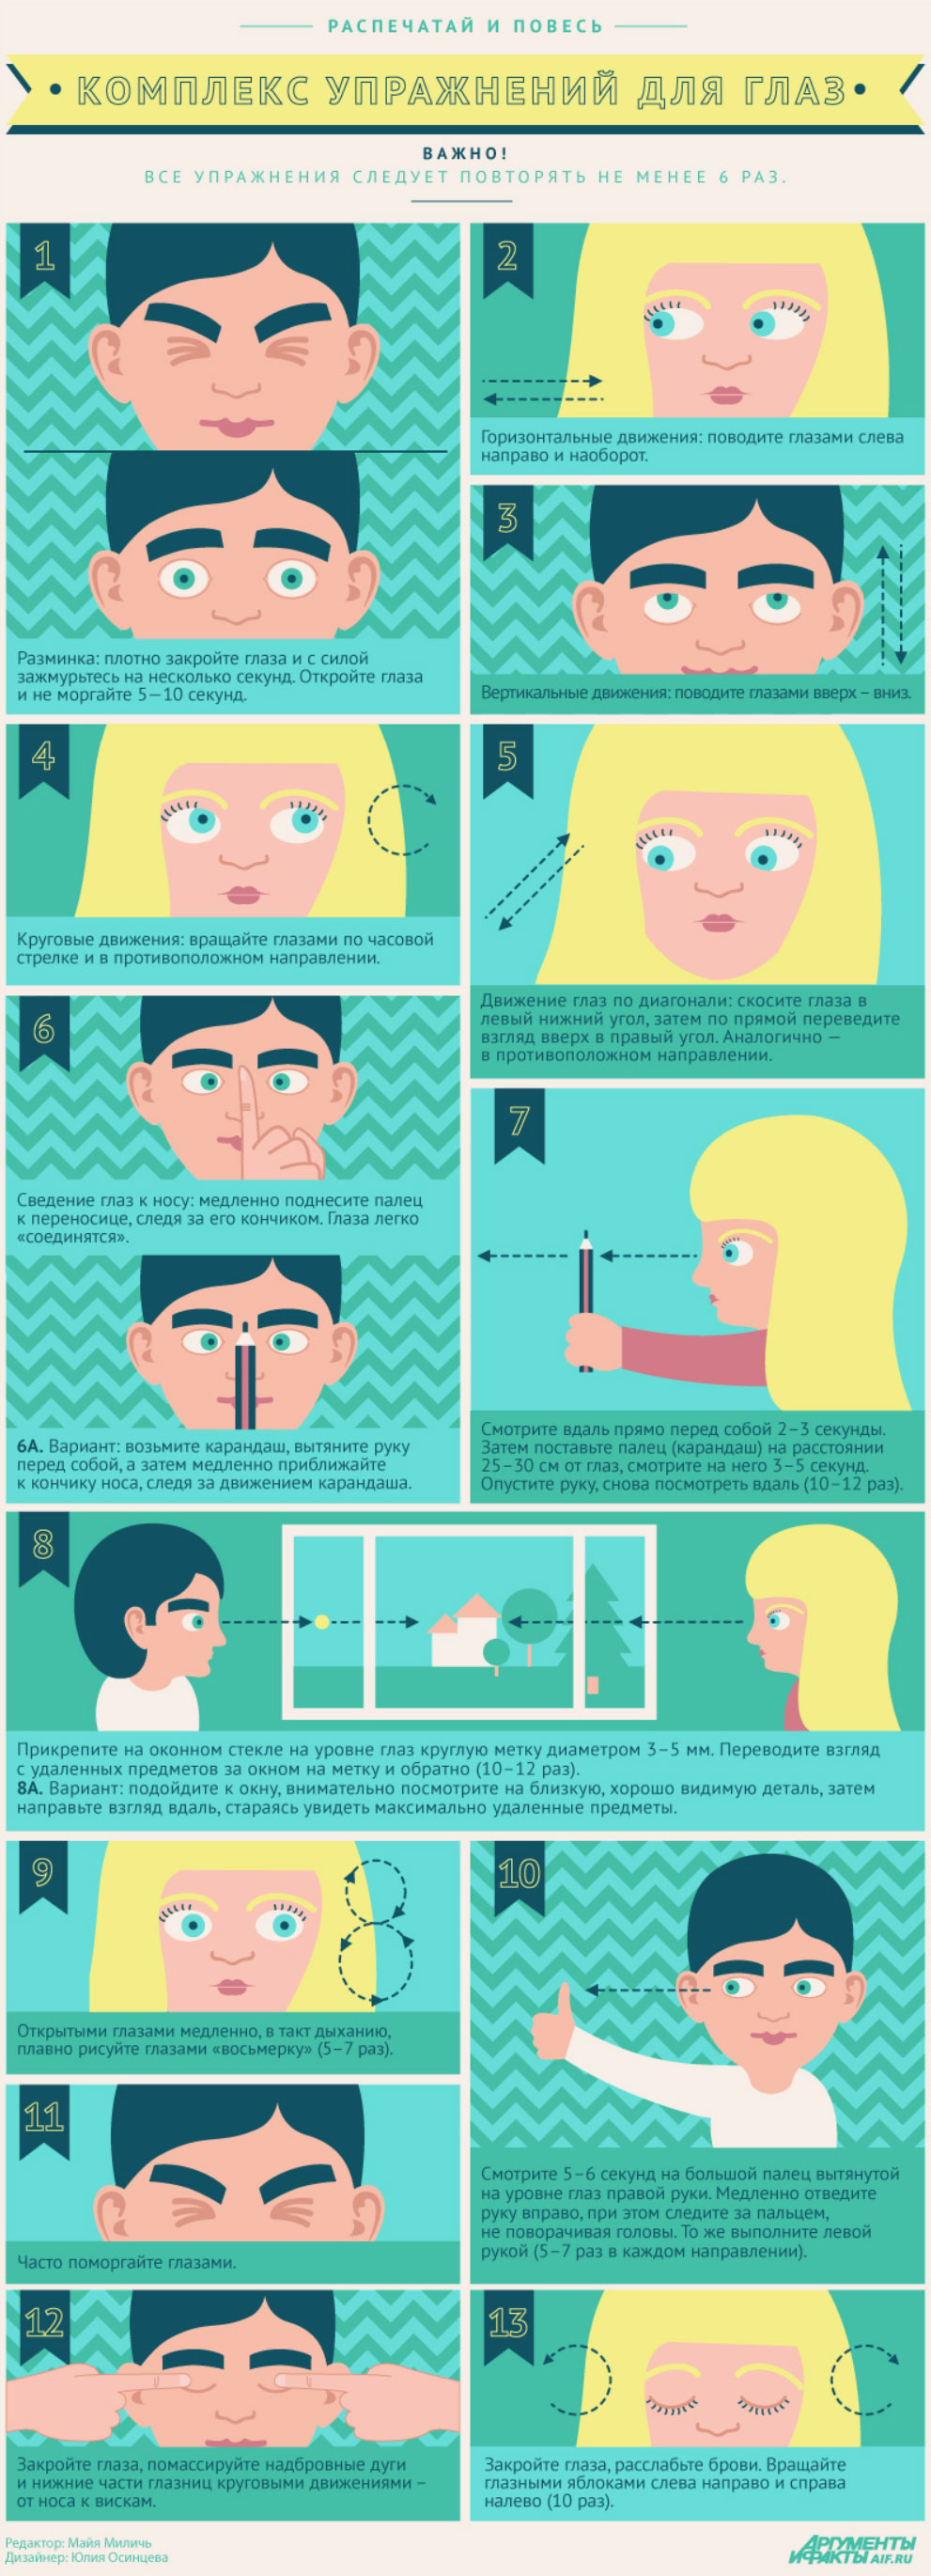 РАСПЕЧАТАЙ И ПОВЕСЬ
• КОМПЛЕКС УПРАЖНЕНИЙ ДЛЯ ГЛАЗ •
ВАЖНО!
ВСЕ УПРАЖНЕНИЯ СЛЕДУЕТ ПОВТОРЯТЬ НЕ МЕНЕЕ 6 РАЗ.
1
Разминка: плотно закройте глаза и с силой
зажмурьтесь на несколько секунд. Откройте глаза
и не моргайте 5–10 секунд.
2
Горизонтальные движения: поводите глазами слева
направо и наоборот.
3
Вертикальные движения: поводите глазами вверх – вниз.
4
Круговые движения: вращайте глазами по часовой
стрелке и в противоположном направлении.
5
Движение глаз по диагонали: скосите глаза в
левый нижний угол, затем по прямой переведите
взгляд вверх в правый угол. Аналогично —
в противоположном направлении.
6
Сведение глаз к носу: медленно поднесите палец
к переносице, следя за его кончиком. Глаза легко
«соединятся».
6А. Вариант: возьмите карандаш, вытяните руку
перед собой, а затем медленно приближайте
к кончику носа, следя за движением карандаша.
7
Смотрите вдаль прямо перед собой 2–3 секунды.
Затем поставьте палец (карандаш) на расстоянии
25–30 см от глаз, смотрите на него 3–5 секунд.
Опустите руку, снова посмотреть вдаль (10–12 раз).
8
Прикрепите на оконном стекле на уровне глаз круглую метку диаметром 3–5 мм. Переводите взгляд
с удаленных предметов за окном на метку и обратно (10–12 раз).
8А. Вариант: подойдите к окну, внимательно посмотрите на близкую, хорошо видимую деталь, затем
направьте взгляд вдаль, стараясь увидеть максимально удаленные предметы.
9
Открытыми глазами медленно, в такт дыханию,
плавно рисуйте глазами «восьмерку» (5–7 раз).
10
Смотрите 5–6 секунд на большой палец вытянутой
на уровне глаз правой руки. Медленно отведите
руку вправо, при этом следите за пальцем,
не поворачивая головы. То же выполните левой
рукой (5–7 раз в каждом направлении).
11
Часто поморгайте глазами.
12
Закройте глаза, помассируйте надбровные дуги
и нижние части глазниц круговыми движениями –
от носа к вискам.
13
Закройте глаза, расслабьте брови. Вращайте
глазными яблоками слева направо и справа
налево (10 раз).
Редактор: Майя Миличь
Дизайнер: Юлия Осинцева
АРГУМЕНТЫ
И ФАКТЫ AIF.RU